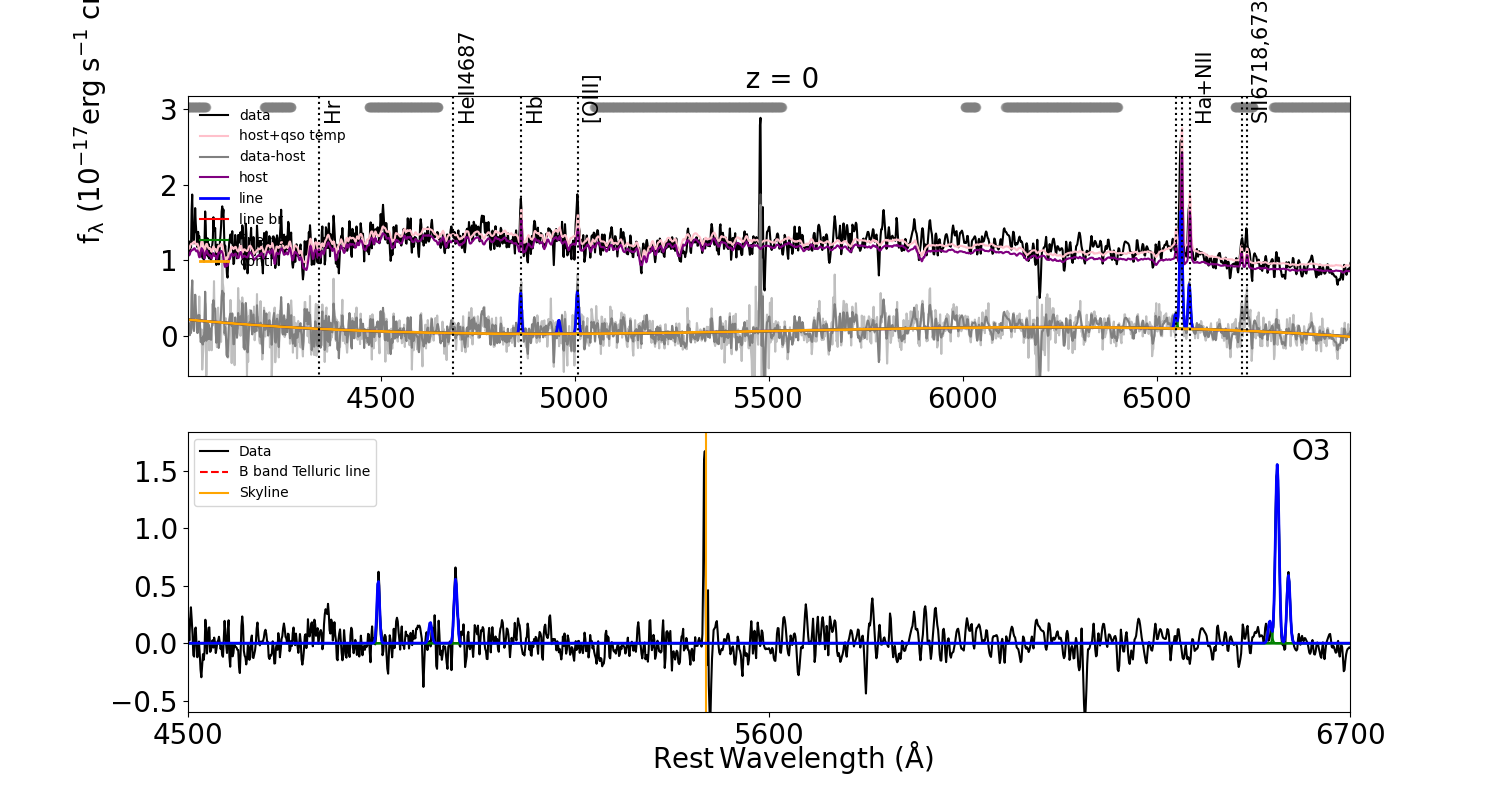 z = 0
Hr
HeII4687
Hb
[OIII]
Ha+NII
SII6718,673
f_λ (10^−17 erg s^−1 c
3
2
1
0
data
host+qso temp
data-host
host
line
line br
4500
5000
5500
6000
6500
O3
Data
B band Telluric line
Skyline
1.5
1.0
0.5
0.0
−0.5
4500
5600
6700
Rest Wavelength (Å)